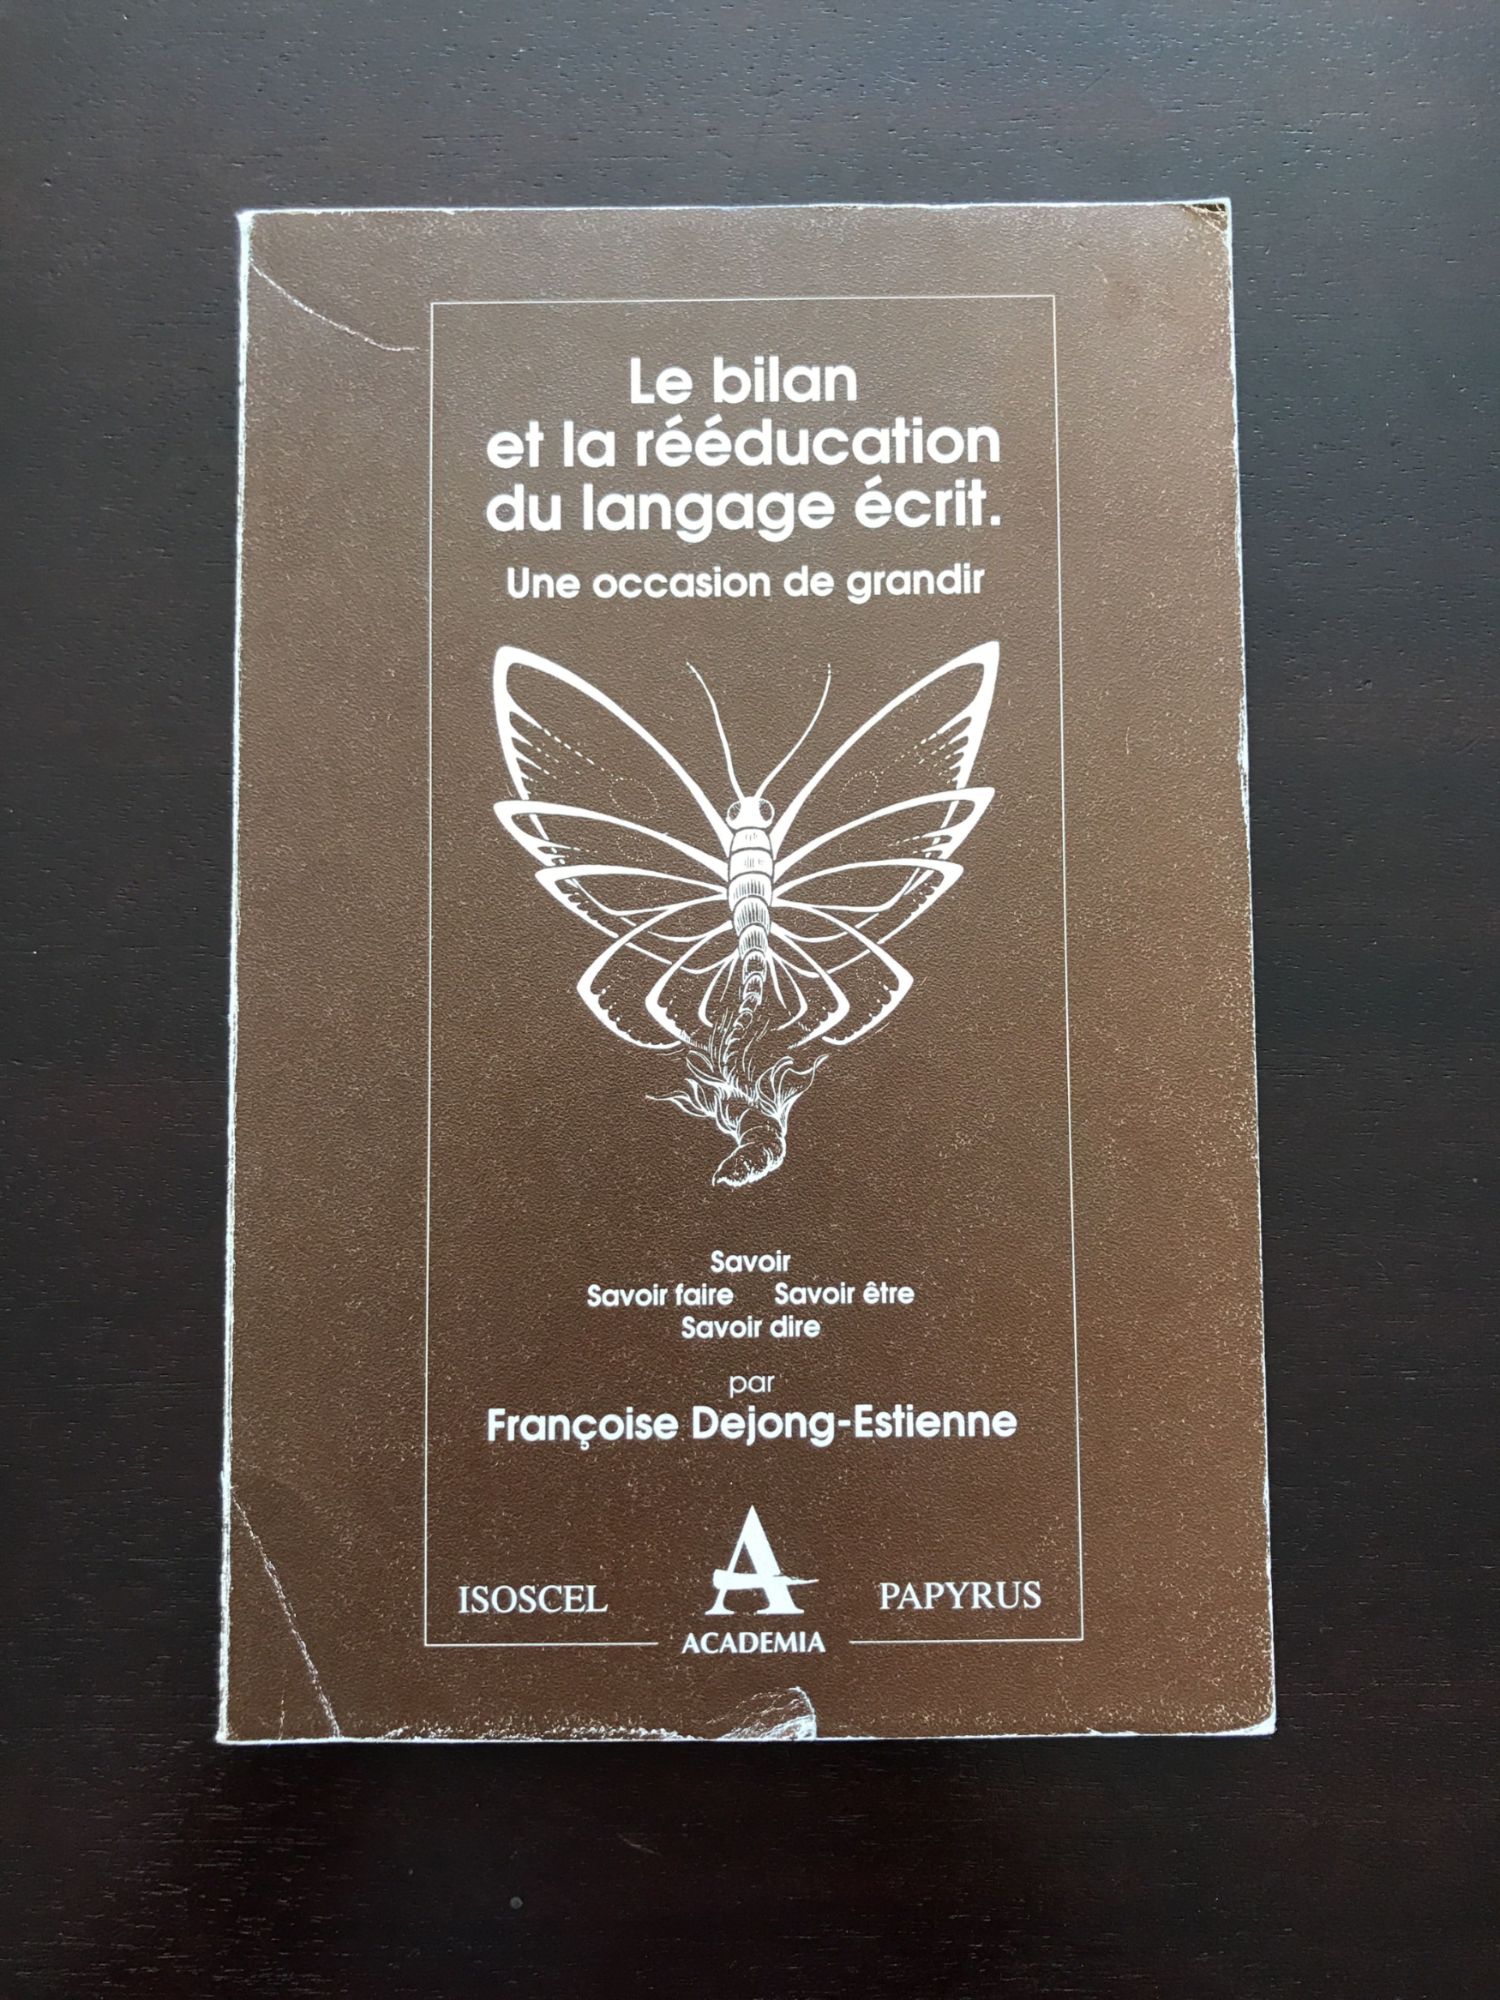 Le bilan
et la rééducation
du langage écrit.
Une occasion de grandir
Savoir
Savoir faire Savoir être
Savoir dire
par
Françoise Dejong-Estienne
ISOSCEL
A
ACADEMIA
PAPYRUS